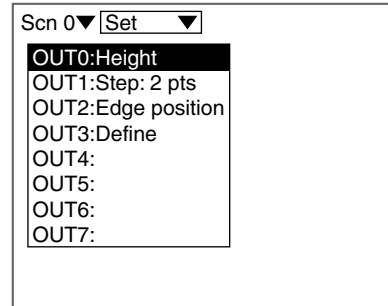 Scn 0▼ Set ▼
OUT0:Height
OUT1:Step: 2 pts
OUT2:Edge position
OUT3:Define
OUT4:
OUT5:
OUT6:
OUT7: